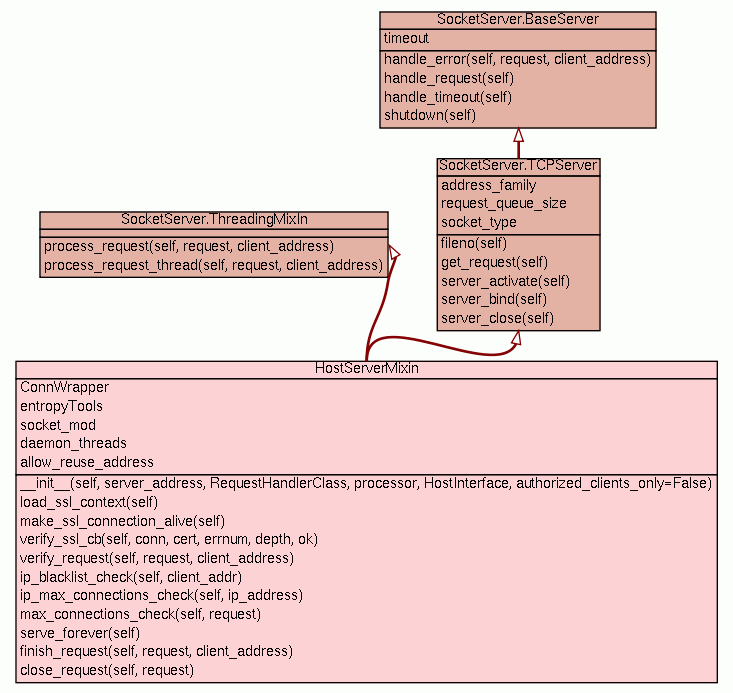 SocketServer.BaseServer
timeout
handle_error(self, request, client_address)
handle_request(self)
handle_timeout(self)
shutdown(self)
SocketServer.TCPServer
address_family
request_queue_size
socket_type
fileno(self)
get_request(self)
server_activate(self)
server_bind(self)
server_close(self)
SocketServer.ThreadingMixIn
process_request(self, request, client_address)
process_request_thread(self, request, client_address)
HostServerMixin
ConnWrapper
entropyTools
socket_mod
daemon_threads
allow_reuse_address
__init__(self, server_address, RequestHandlerClass, processor, HostInterface, authorized_clients_only=False)
load_ssl_context(self)
make_ssl_connection_alive(self)
verify_ssl_cb(self, conn, cert, errnum, depth, ok)
verify_request(self, request, client_address)
ip_blacklist_check(self, client_addr)
ip_max_connections_check(self, ip_address)
max_connections_check(self, request)
serve_forever(self)
finish_request(self, request, client_address)
close_request(self, request)